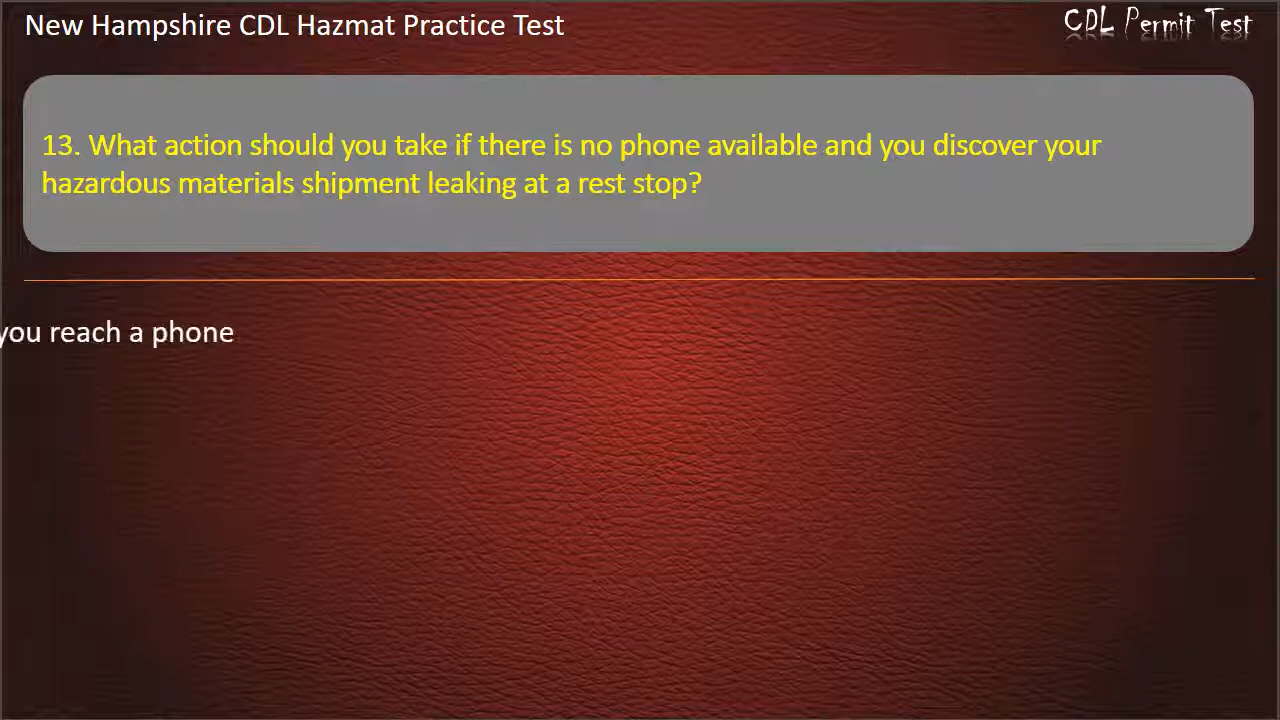 New Hampshire CDL Hazmat Practice Test
CDL Permit Test
13. What action should you take if there is no phone available and you discover your
hazardous materials shipment leaking at a rest stop?
you reach a phone